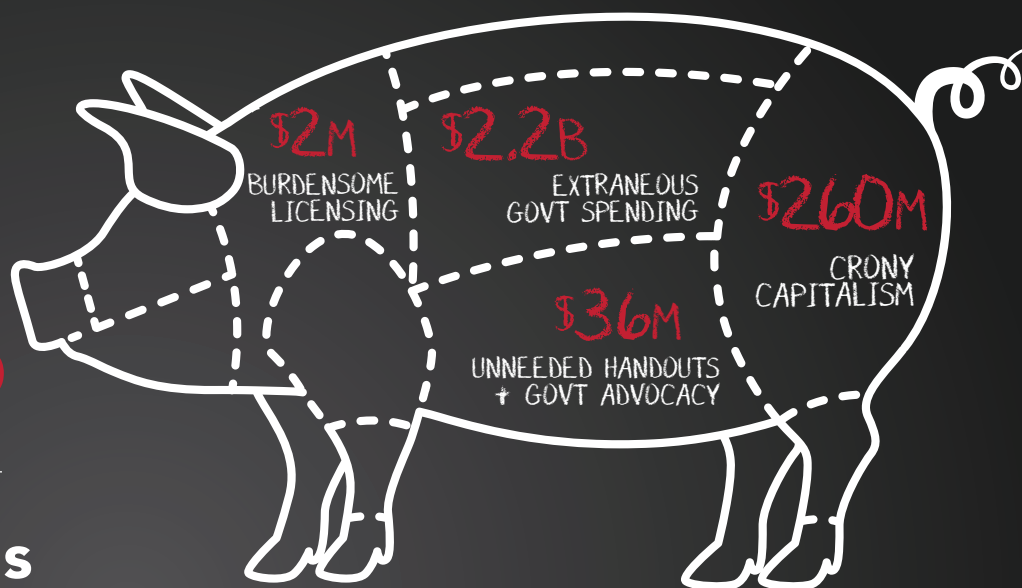 $2M
BURDENSOME
LICENSING
$2.2B
EXTRANEOUS
GOVT SPENDING
$260M
CRONY
CAPITALISM
$36M
UNNEEDED HANDOUTS
+ GOVT ADVOCACY
S